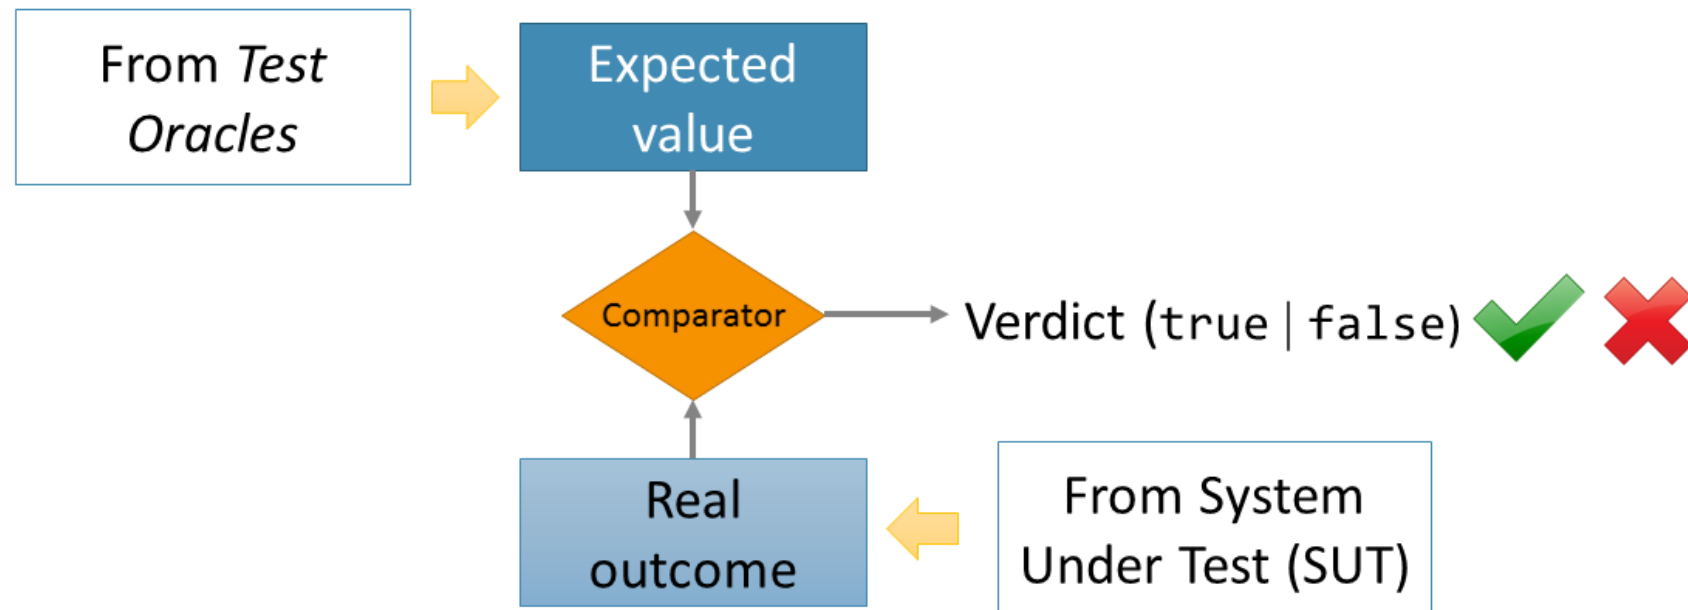 From Test
Oracles
Expected
value
Comparator
Verdict (true | false)
Real
outcome
From System
Under Test (SUT)